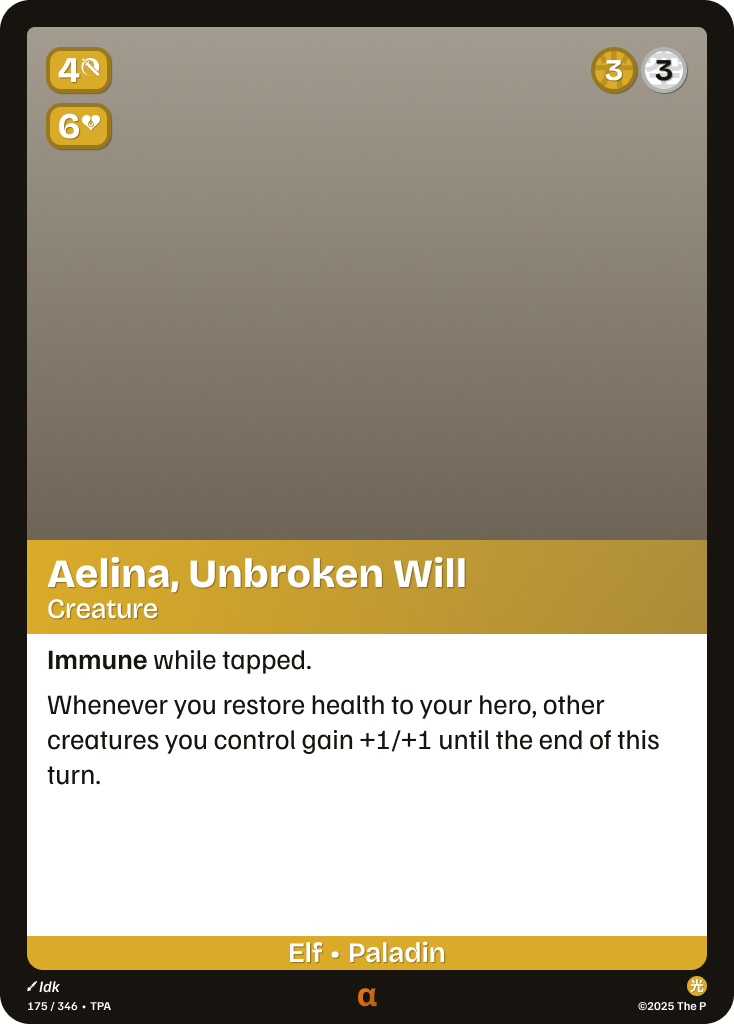 4
3 3
6
Aelina, Unbroken Will
Creature
Immune while tapped.
Whenever you restore health to your hero, other
creatures you control gain +1/+1 until the end of this
turn.
Elf • Paladin
Idk
光
175 / 346 • TPA
α
©2025 The P